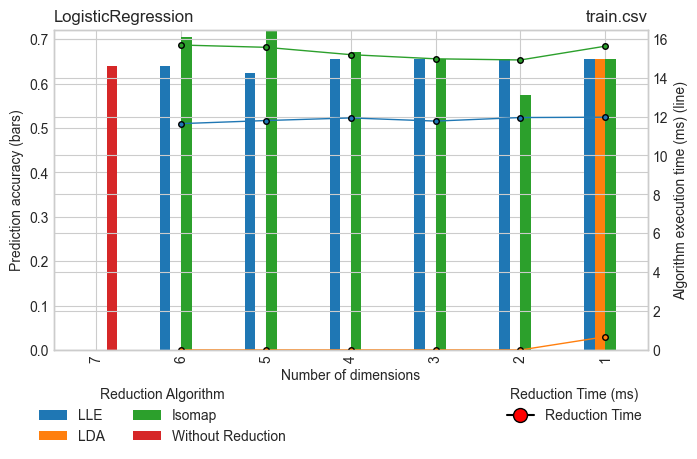 LogisticRegression
train.csv
Prediction accuracy (bars)
0.7
0.6
0.5
0.4
0.3
0.2
0.1
0.0
16
14
12
10
8
6
4
2
0
Algorithm execution time (ms) (line)
7
6
5
4
3
2
1
Number of dimensions
Reduction Algorithm
LLE
LDA
Isomap
Without Reduction
Reduction Time (ms)
Reduction Time